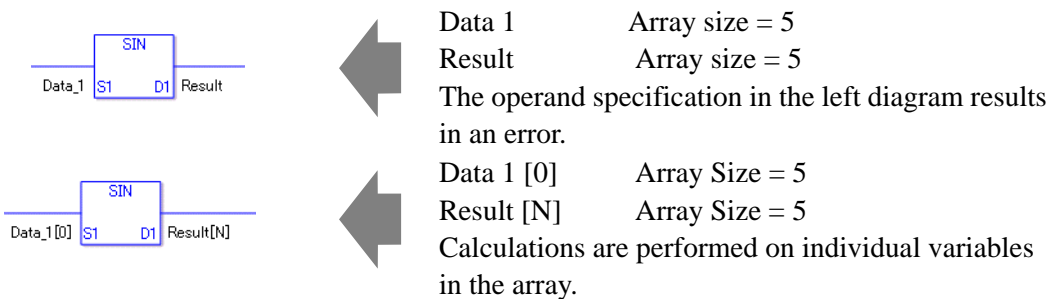 SIN
Data_1 S1 D1 Result
Data 1 Array size = 5
Result Array size = 5
The operand specification in the left diagram results
in an error.
SIN
Data_1[0] S1 D1 Result[N]
Data 1 [0] Array Size = 5
Result [N] Array Size = 5
Calculations are performed on individual variables
in the array.